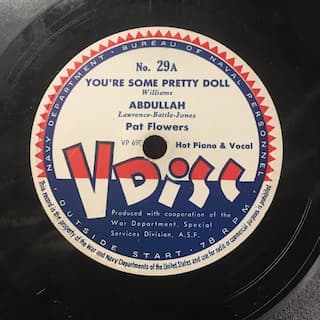 NAVY DEPARTMENT - BUREAU OF NAVAL PERSONNEL
No. 29A
YOU'RE SOME PRETTY DOLL
Williams
ABDULLAH
Lawrence-Battle-Jones
Pat Flowers
VP
Hot Piano & Vocal
V DISC
Produced with cooperation of the
War Department, Special
Services Division, A.S.F.
OUTSIDE START - 78 R.P.M.
This record is the property of the War and Navy Departments of the United States and use for radio or commercial purposes is prohibited